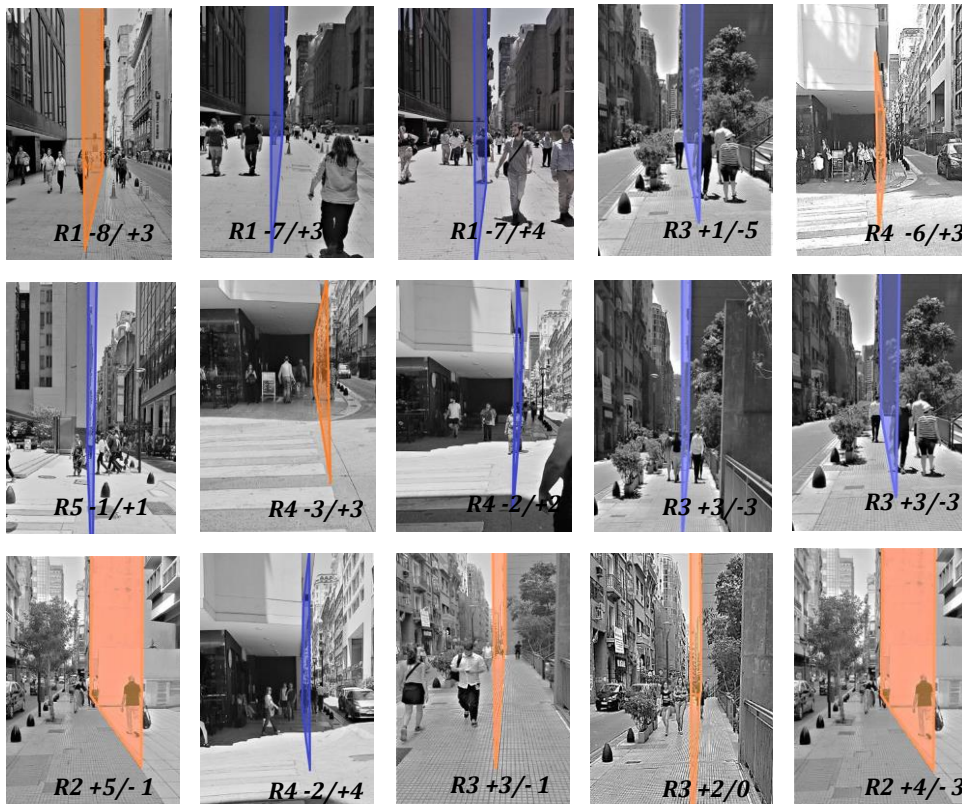 R1 -8/ +3
R1 -7/+3
R1 -7/+4
R3 +1/-5
R4 -6/+3
R5 -1/+1
R4 -3/+3
R4 -2/+2
R3 +3/-3
R3 +3/-3
R2 +5/- 1
R4 -2/+4
R3 +3/- 1
R3 +2/0
R2 +4/- 3